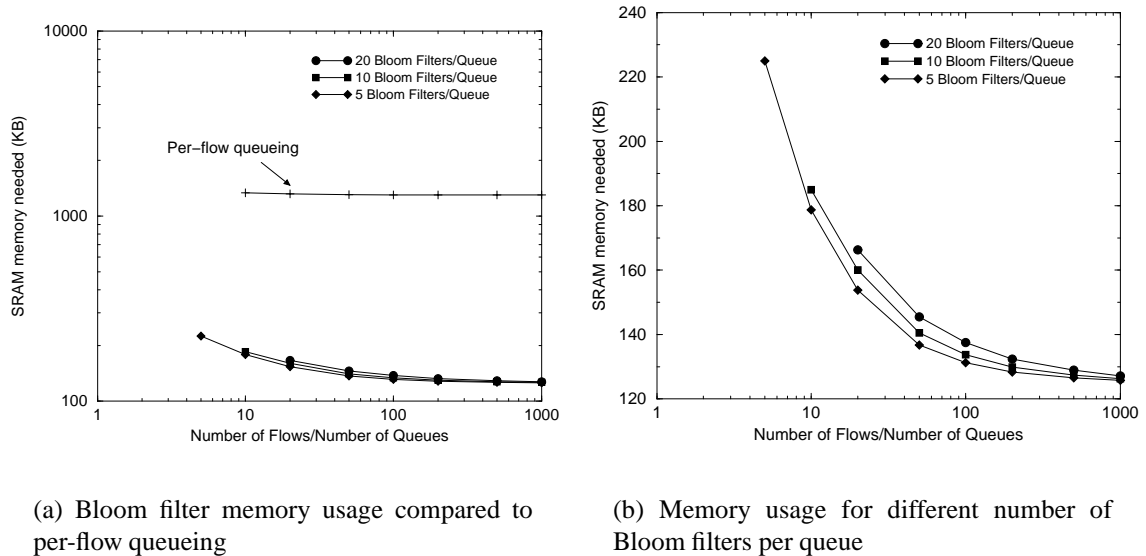 10000
1000
100
SRAM memory needed (KB)
20 Bloom Filters/Queue
10 Bloom Filters/Queue
5 Bloom Filters/Queue
Per−flow queueing
1
10
100
1000
Number of Flows/Number of Queues
(a) Bloom filter memory usage compared to
per-flow queueing
240
220
200
180
160
140
120
SRAM memory needed (KB)
20 Bloom Filters/Queue
10 Bloom Filters/Queue
5 Bloom Filters/Queue
1
10
100
1000
Number of Flows/Number of Queues
(b) Memory usage for different number of
Bloom filters per queue